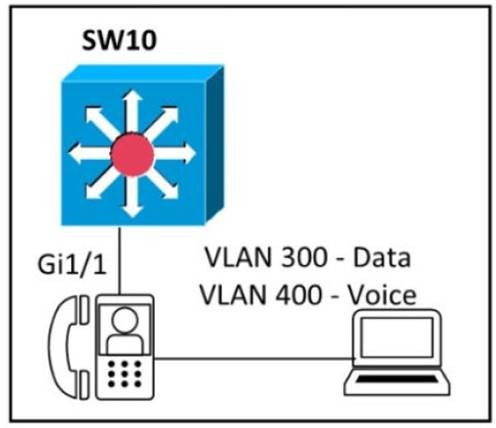 SW10
Gi1/1
VLAN 300 - Data
VLAN 400 - Voice